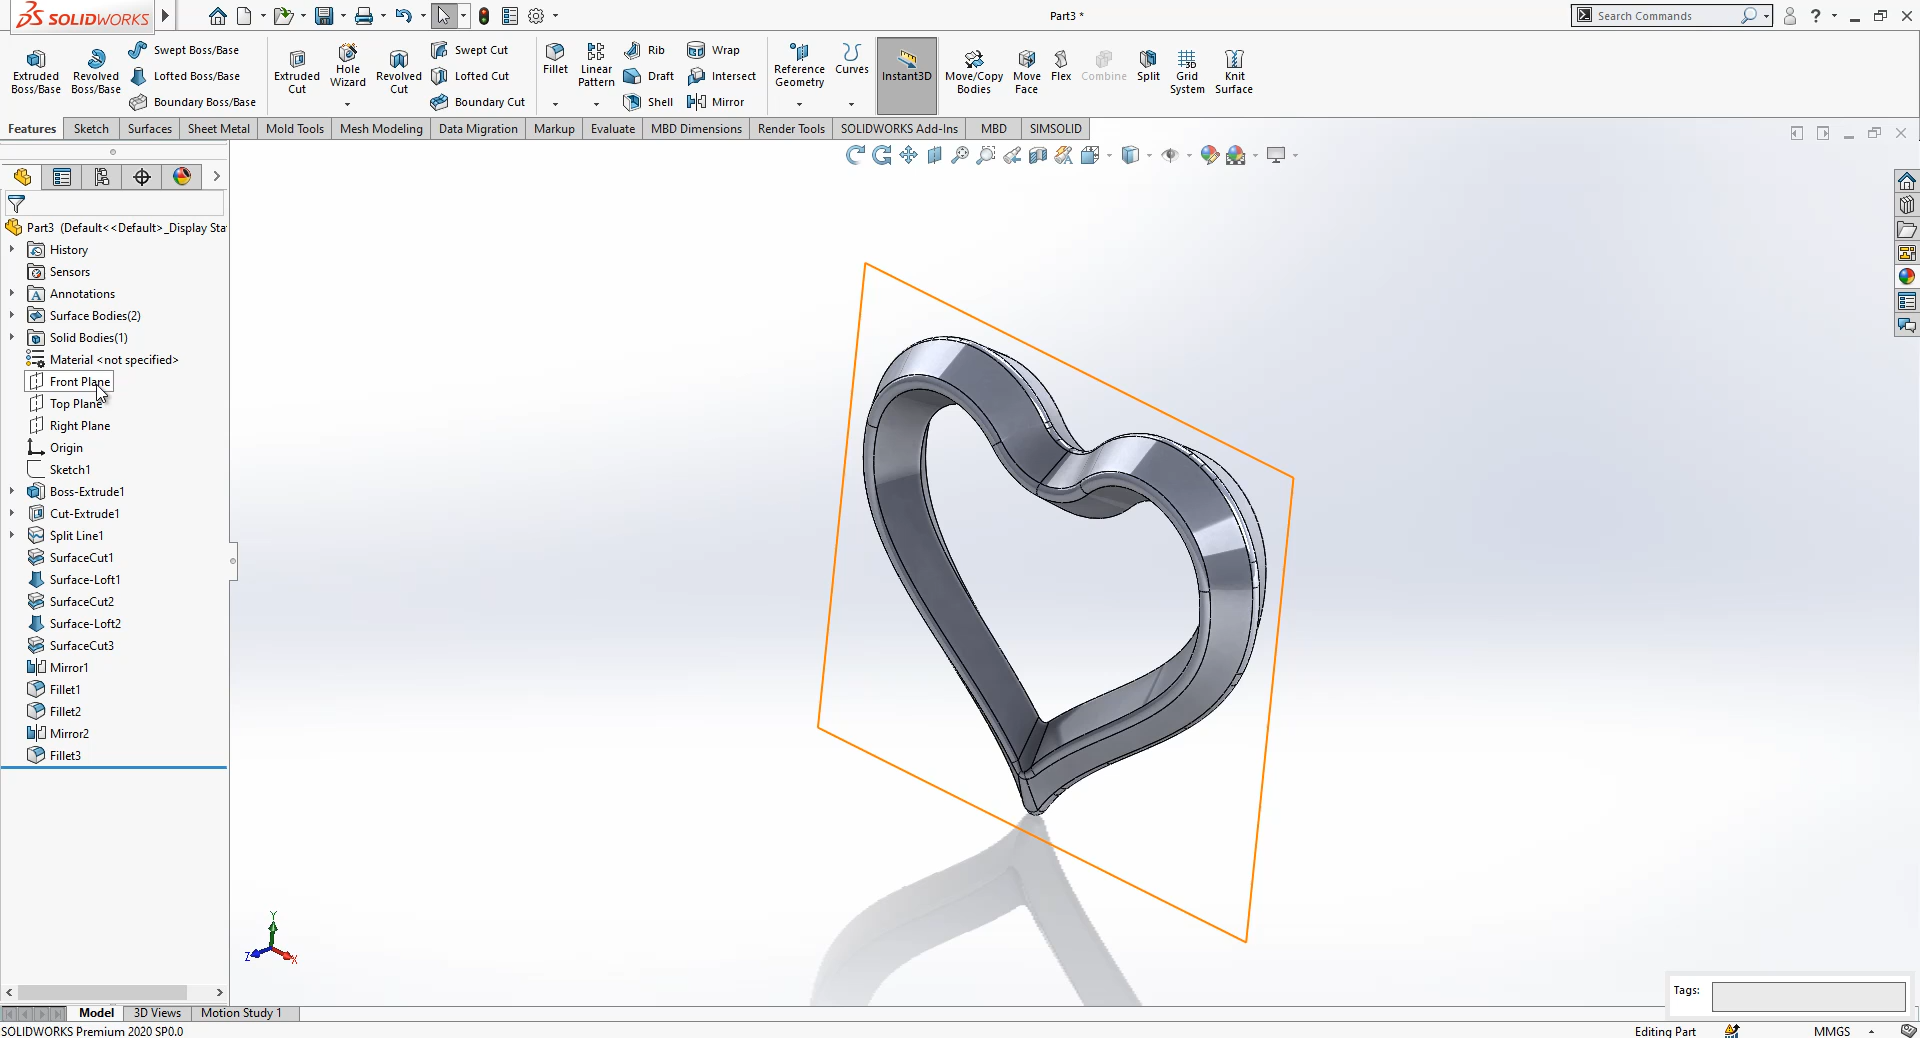 SOLIDWORKS
Part3 *
Search Commands
Extruded Boss/Base
Revolved Boss/Base
Swept Boss/Base
Lofted Boss/Base
Boundary Boss/Base
Extruded Cut
Hole Wizard
Revolved Cut
Swept Cut
Lofted Cut
Boundary Cut
Fillet
Linear Pattern
Rib
Draft
Shell
Wrap
Intersect
Mirror
Reference Geometry
Curves
Instant3D
Move/Copy Bodies
Move Face
Flex
Combine
Split
Grid System
Knit Surface
Features
Sketch
Surfaces
Sheet Metal
Mold Tools
Mesh Modeling
Data Migration
Markup
Evaluate
MBD Dimensions
Render Tools
SOLIDWORKS Add-Ins
MBD
SIMSOLID
Part3 (Default<<Default>_Display Sta
History
Sensors
Annotations
Surface Bodies(2)
Solid Bodies(1)
Material <not specified>
Front Plane
Top Plane
Right Plane
Origin
Sketch1
Boss-Extrude1
Cut-Extrude1
Split Line1
SurfaceCut1
Surface-Loft1
SurfaceCut2
Surface-Loft2
SurfaceCut3
Mirror1
Fillet1
Fillet2
Mirror2
Fillet3
Y
Z
X
Tags:
Model
3D Views
Motion Study 1
SOLIDWORKS Premium 2020 SP0.0
Editing Part
MMGS